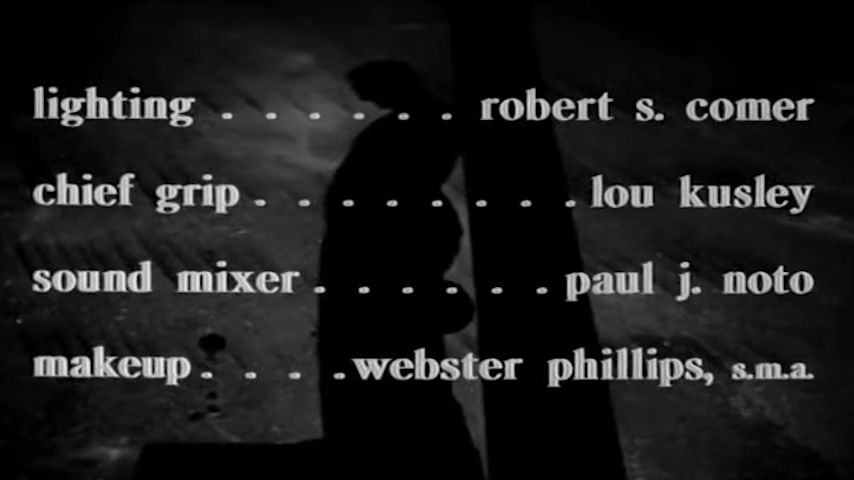 lighting . . . . . . robert s. comer
chief grip . . . . . . . . lou kusley
sound mixer . . . . . . paul j. noto
makeup . . . . webster phillips, s.m.a.